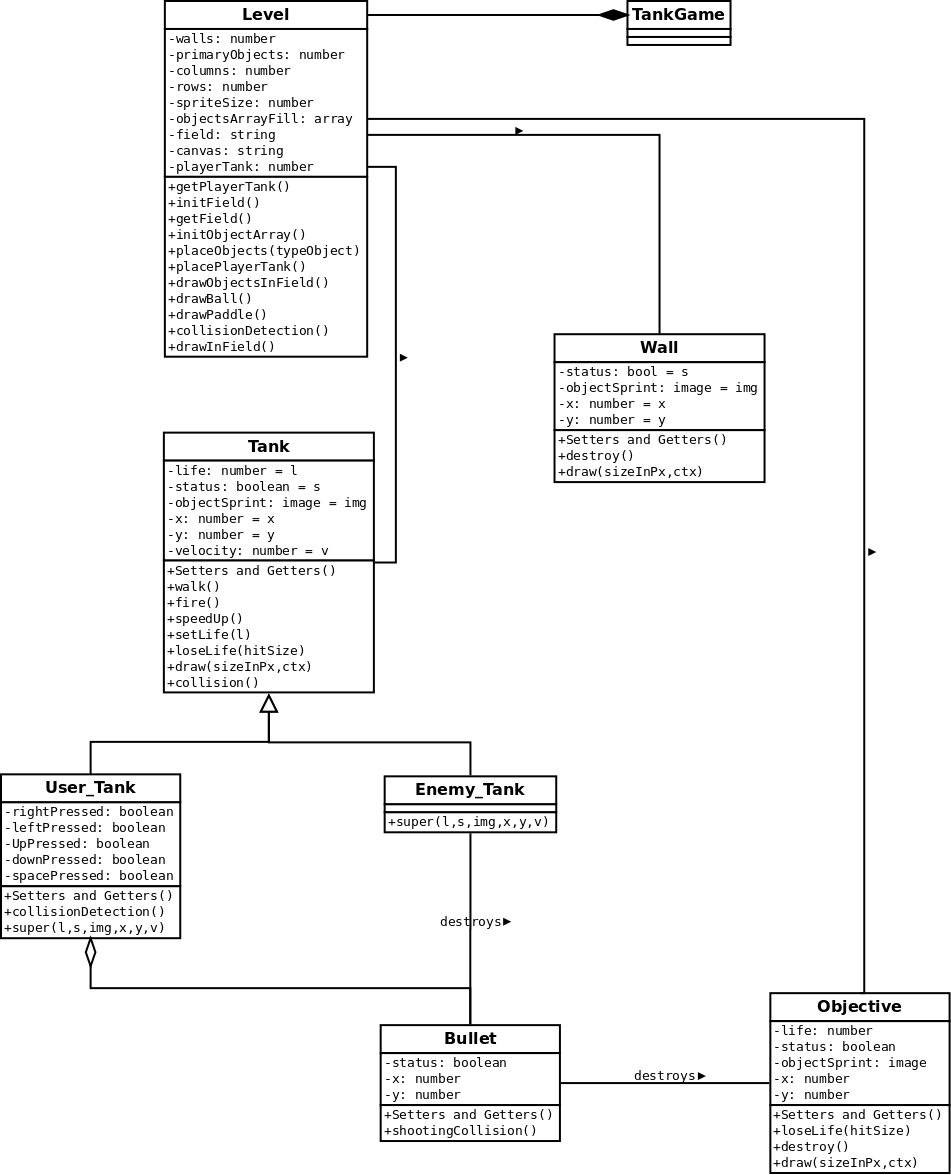 Level
-walls: number
-primaryObjects: number
-columns: number
-rows: number
-spriteSize: number
-objectsArrayFill: array
-field: string
-canvas: string
-playerTank: number
+getPlayerTank()
+initField()
+getField()
+initObjectArray()
+placeObjects(typeObject)
+placePlayerTank()
+drawObjectsInField()
+drawBall()
+drawPaddle()
+collisionDetection()
+drawInField()
TankGame
Wall
-status: bool = s
-objectSprint: image = img
-x: number = x
-y: number = y
+Setters and Getters()
+destroy()
+draw(sizeInPx,ctx)
Tank
-life: number = l
-status: boolean = s
-objectSprint: image = img
-x: number = x
-y: number = y
-velocity: number = v
+Setters and Getters()
+walk()
+fire()
+speedUp()
+setLife(l)
+loseLife(hitSize)
+draw(sizeInPx,ctx)
+collision()
User_Tank
-rightPressed: boolean
-leftPressed: boolean
-UpPressed: boolean
-downPressed: boolean
-spacePressed: boolean
+Setters and Getters()
+collisionDetection()
+super(l,s,img,x,y,v)
Enemy_Tank
+super(l,s,img,x,y,v)
destroys
Bullet
-status: boolean
-x: number
-y: number
+Setters and Getters()
+shootingCollision()
destroys
Objective
-life: number
-status: boolean
-objectSprint: image
-x: number
-y: number
+Setters and Getters()
+loseLife(hitSize)
+destroy()
+draw(sizeInPx,ctx)